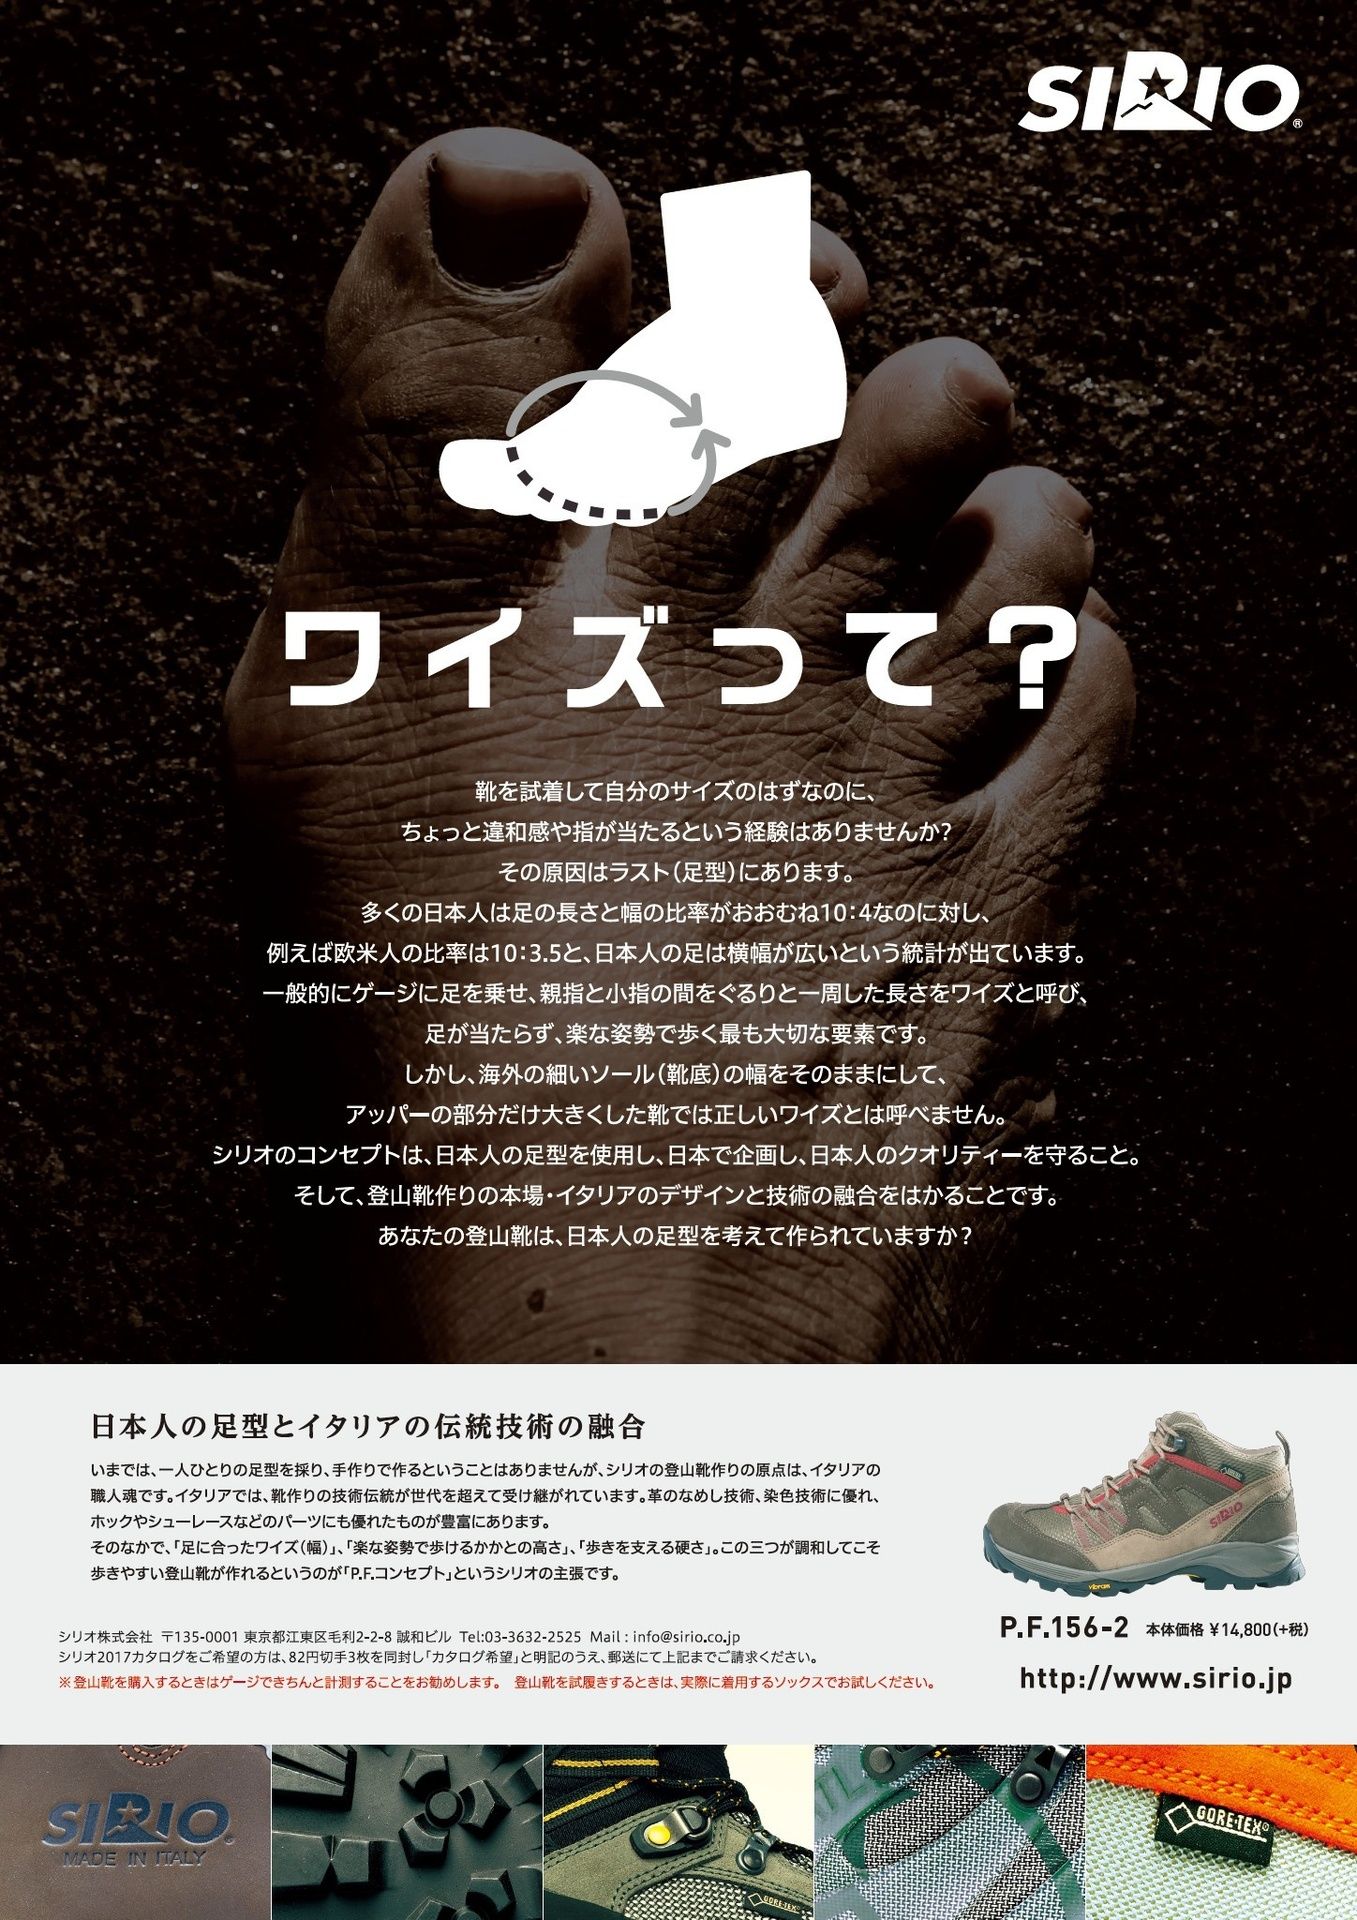 SIRIO®
ワイズって？
靴を試着して自分のサイズのはずなのに、
ちょっと違和感や指が当たるという経験はありませんか？
その原因はラスト（足型）にあります。
多くの日本人は足の長さと幅の比率がおおむね10：4なのに対し、
例えば欧米人の比率は10：3.5と、日本人の足は横幅が広いという統計が出ています。
一般的にゲージに足を乗せ、親指と小指の間をぐるりと一周した長さをワイズと呼び、
足が当たらず、楽な姿勢で歩く最も大切な要素です。
しかし、海外の細いソール（靴底）の幅をそのままにして、
アッパーの部分だけ大きくした靴では正しいワイズとは呼べません。
シリオのコンセプトは、日本人の足型を使用し、日本で企画し、日本人のクオリティーを守ること。
そして、登山靴作りの本場・イタリアのデザインと技術の融合をはかることです。
あなたの登山靴は、日本人の足型を考えて作られていますか？
日本人の足型とイタリアの伝統技術の融合
いまでは、一人ひとりの足型を採り、手作りで作るということはありませんが、シリオの登山靴作りの原点は、イタリアの
職人魂です。イタリアでは、靴作りの技術伝統が世代を超えて受け継がれています。革のなめし技術、染色技術に優れ、
ホックやシューレースなどのパーツにも優れたものが豊富にあります。
そのなかで、「足に合ったワイズ（幅）」、「楽な姿勢で歩けるかかとの高さ」、「歩きを支える硬さ」。この三つが調和してこそ
歩きやすい登山靴が作れるというのが「P.F.コンセプト」というシリオの主張です。
シリオ株式会社 〒135-0001 東京都江東区毛利2-2-8 誠和ビル Tel:03-3632-2525 Mail : info@sirio.co.jp
シリオ2017カタログをご希望の方は、82円切手3枚を同封し「カタログ希望」と明記のうえ、郵送にて上記までご請求ください。
※登山靴を購入するときはゲージできちんと計測することをお勧めします。 登山靴を試履きするときは、実際に着用するソックスでお試しください。
SIRIO
vibram
P.F.156-2 本体価格 ¥14,800（+税）
http://www.sirio.jp
SIRIO®
MADE IN ITALY
GORE-TEX
GORE-TEX®